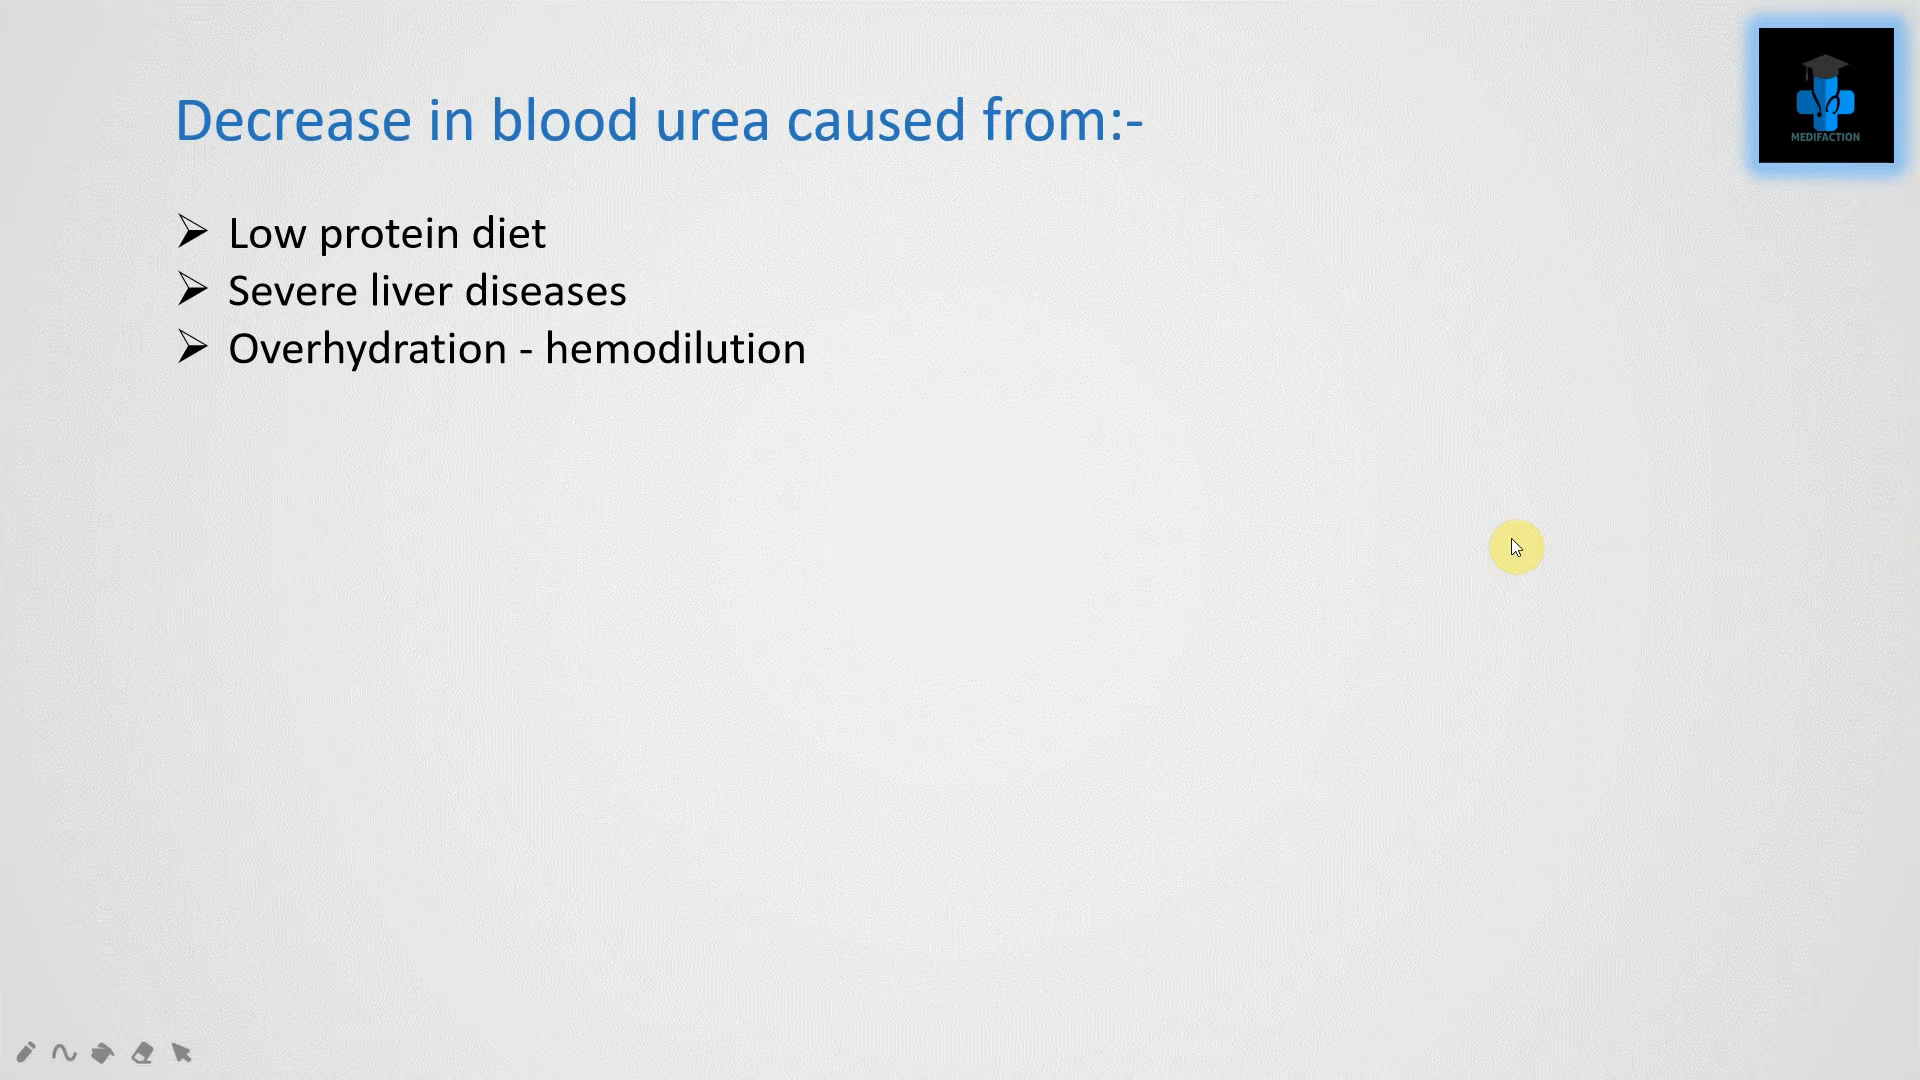 Decrease in blood urea caused from:-
MEDIFACTION
Low protein diet
Severe liver diseases
Overhydration - hemodilution